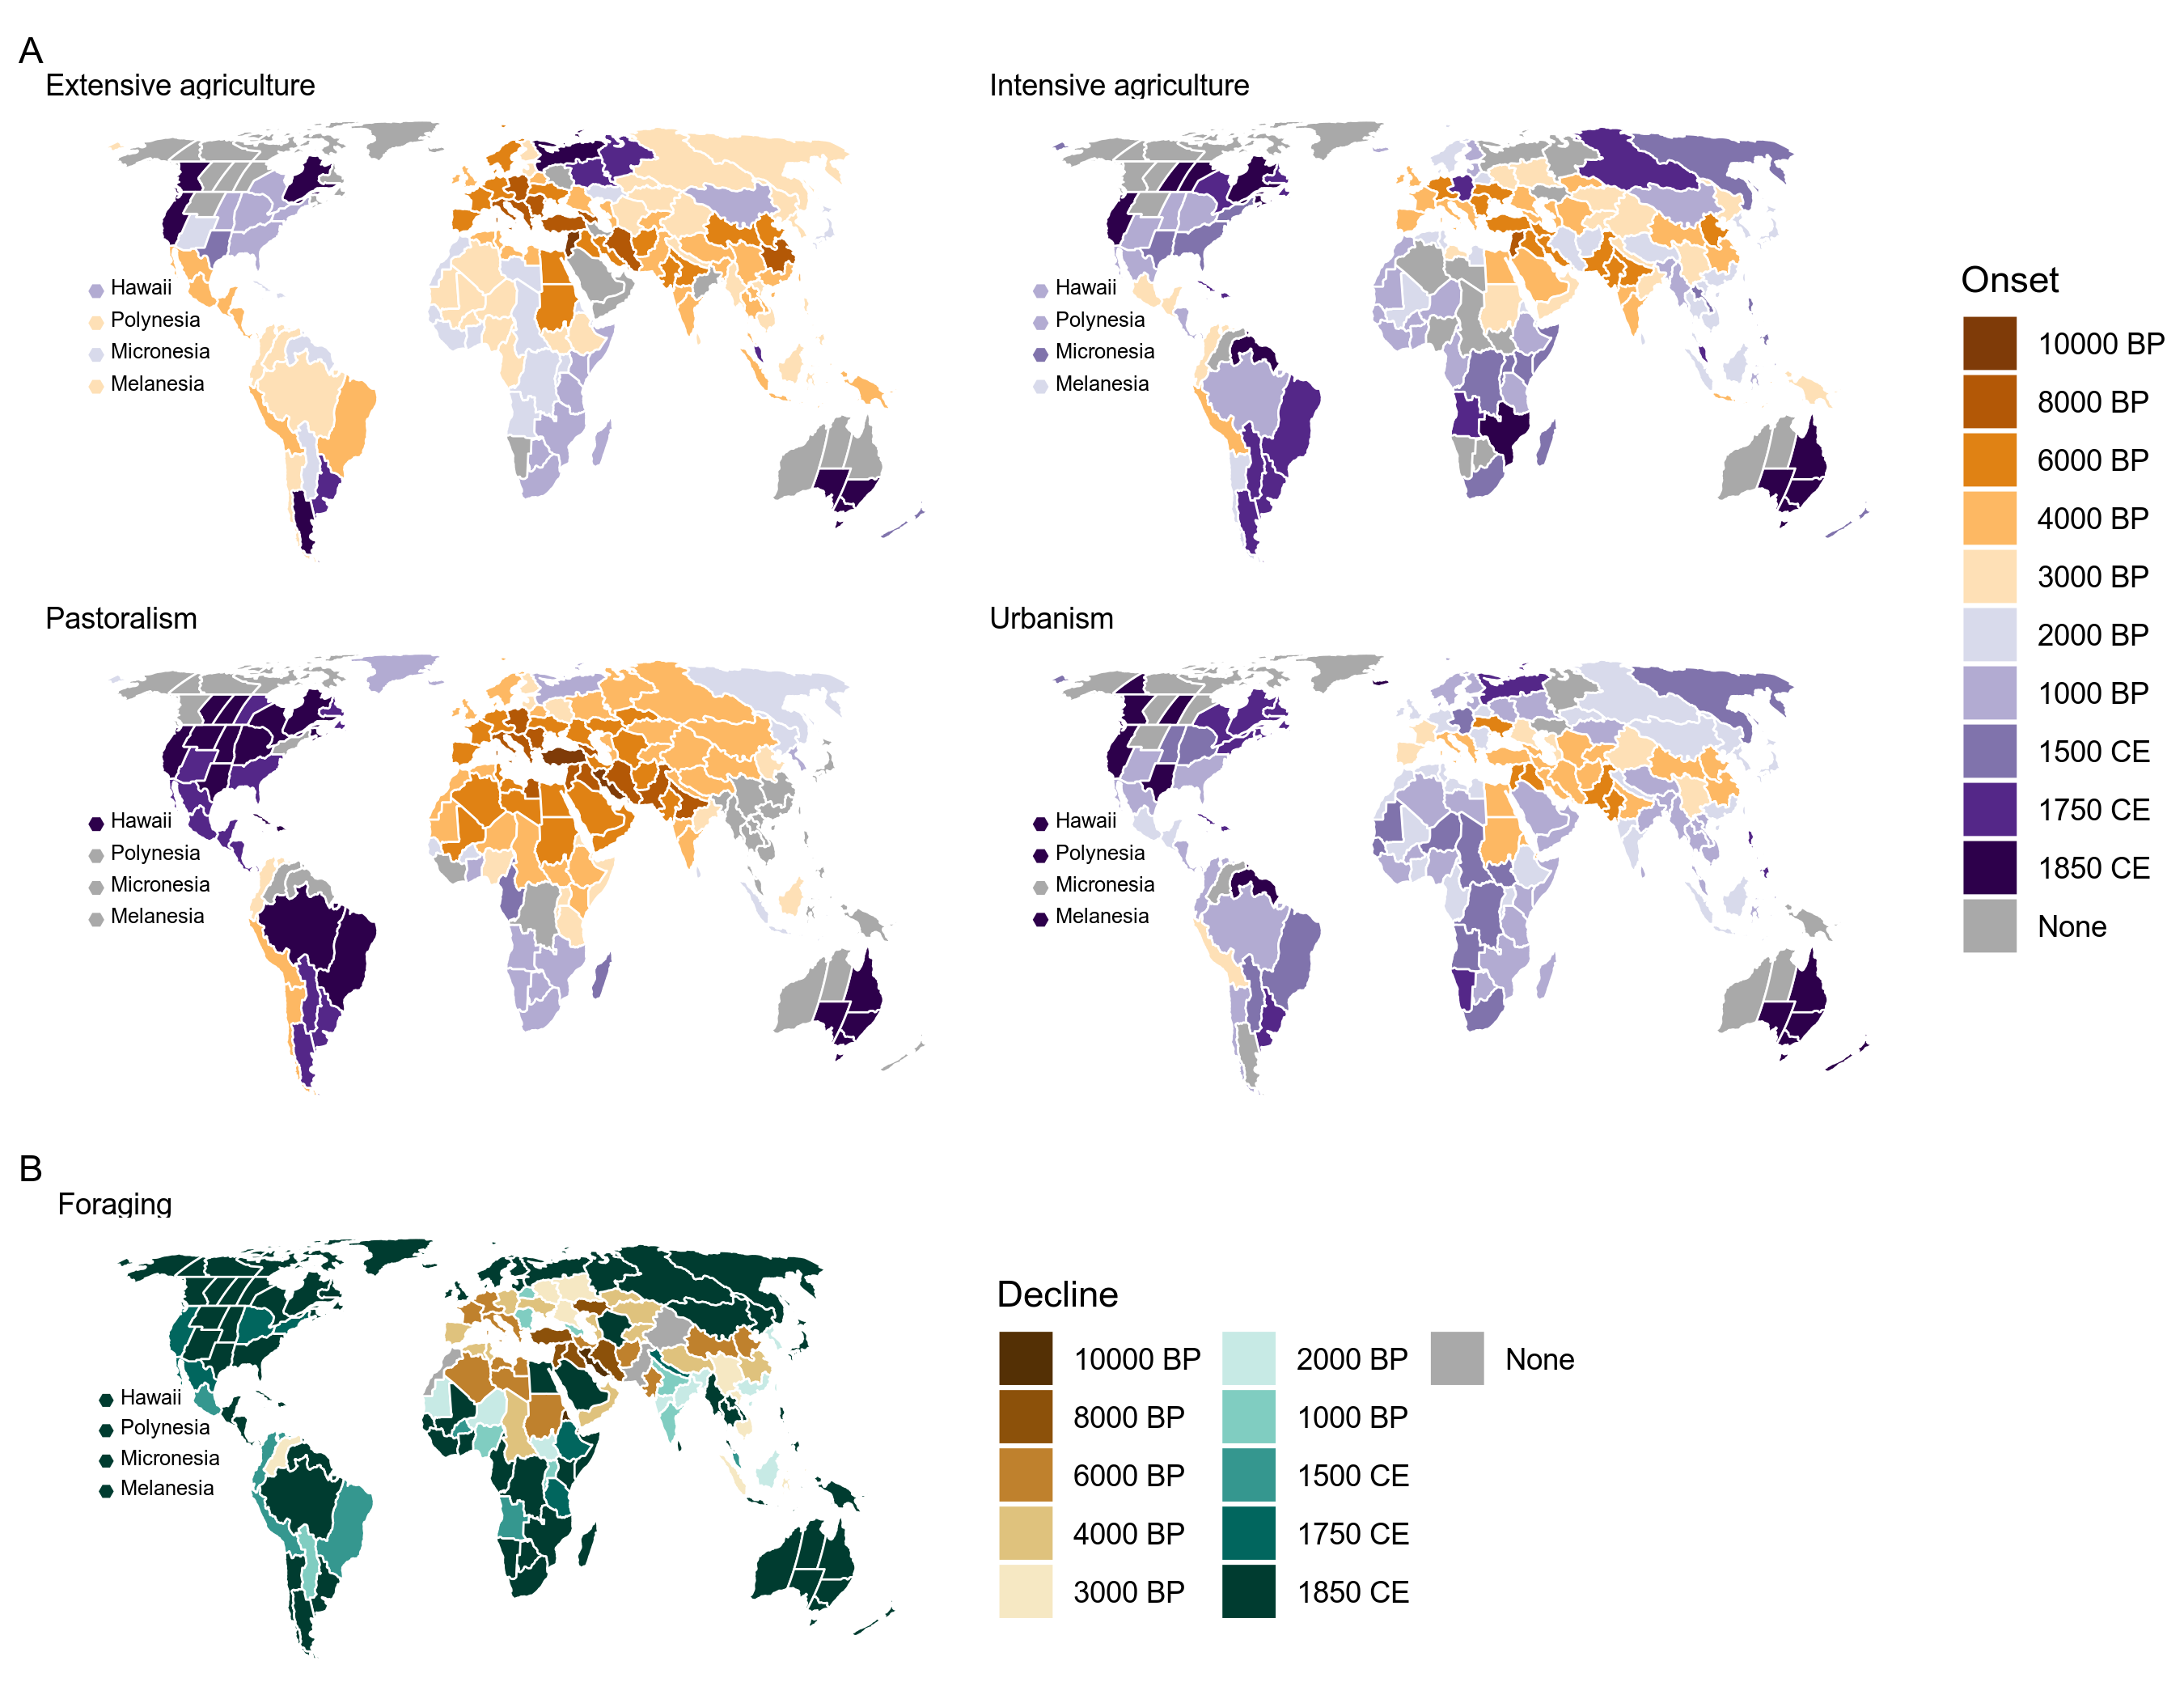 A
Extensive agriculture
Hawaii
Polynesia
Micronesia
Melanesia
Intensive agriculture
Hawaii
Polynesia
Micronesia
Melanesia
Pastoralism
Hawaii
Polynesia
Micronesia
Melanesia
Urbanism
Hawaii
Polynesia
Micronesia
Melanesia
Onset
10000 BP
8000 BP
6000 BP
4000 BP
3000 BP
2000 BP
1000 BP
1500 CE
1750 CE
1850 CE
None
B
Foraging
Hawaii
Polynesia
Micronesia
Melanesia
Decline
10000 BP
8000 BP
6000 BP
4000 BP
3000 BP
2000 BP
1000 BP
1500 CE
1750 CE
1850 CE
None